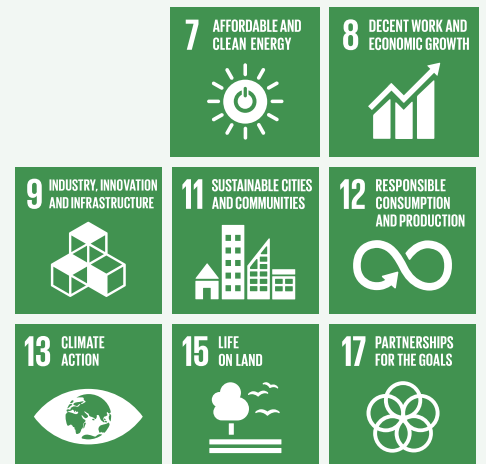 7 AFFORDABLE AND
CLEAN ENERGY
8 DECENT WORK AND
ECONOMIC GROWTH
9 INDUSTRY, INNOVATION
AND INFRASTRUCTURE
11 SUSTAINABLE CITIES
AND COMMUNITIES
12 RESPONSIBLE
CONSUMPTION
AND PRODUCTION
13 CLIMATE
ACTION
15 LIFE
ON LAND
17 PARTNERSHIPS
FOR THE GOALS